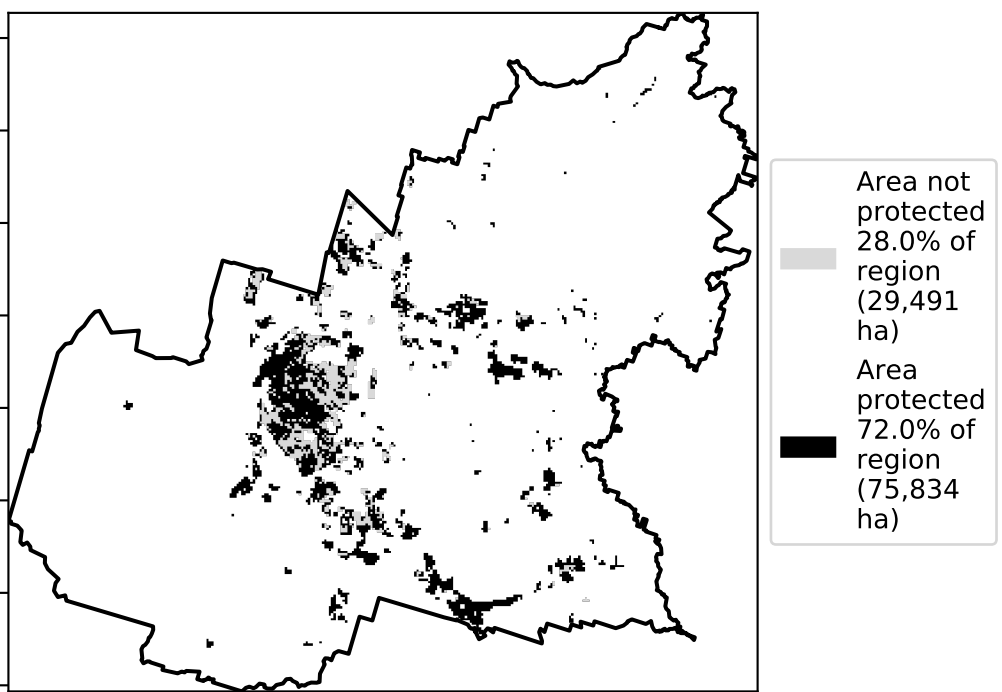 Area not
protected
28.0% of
region
(29,491
ha)
Area
protected
72.0% of
region
(75,834
ha)